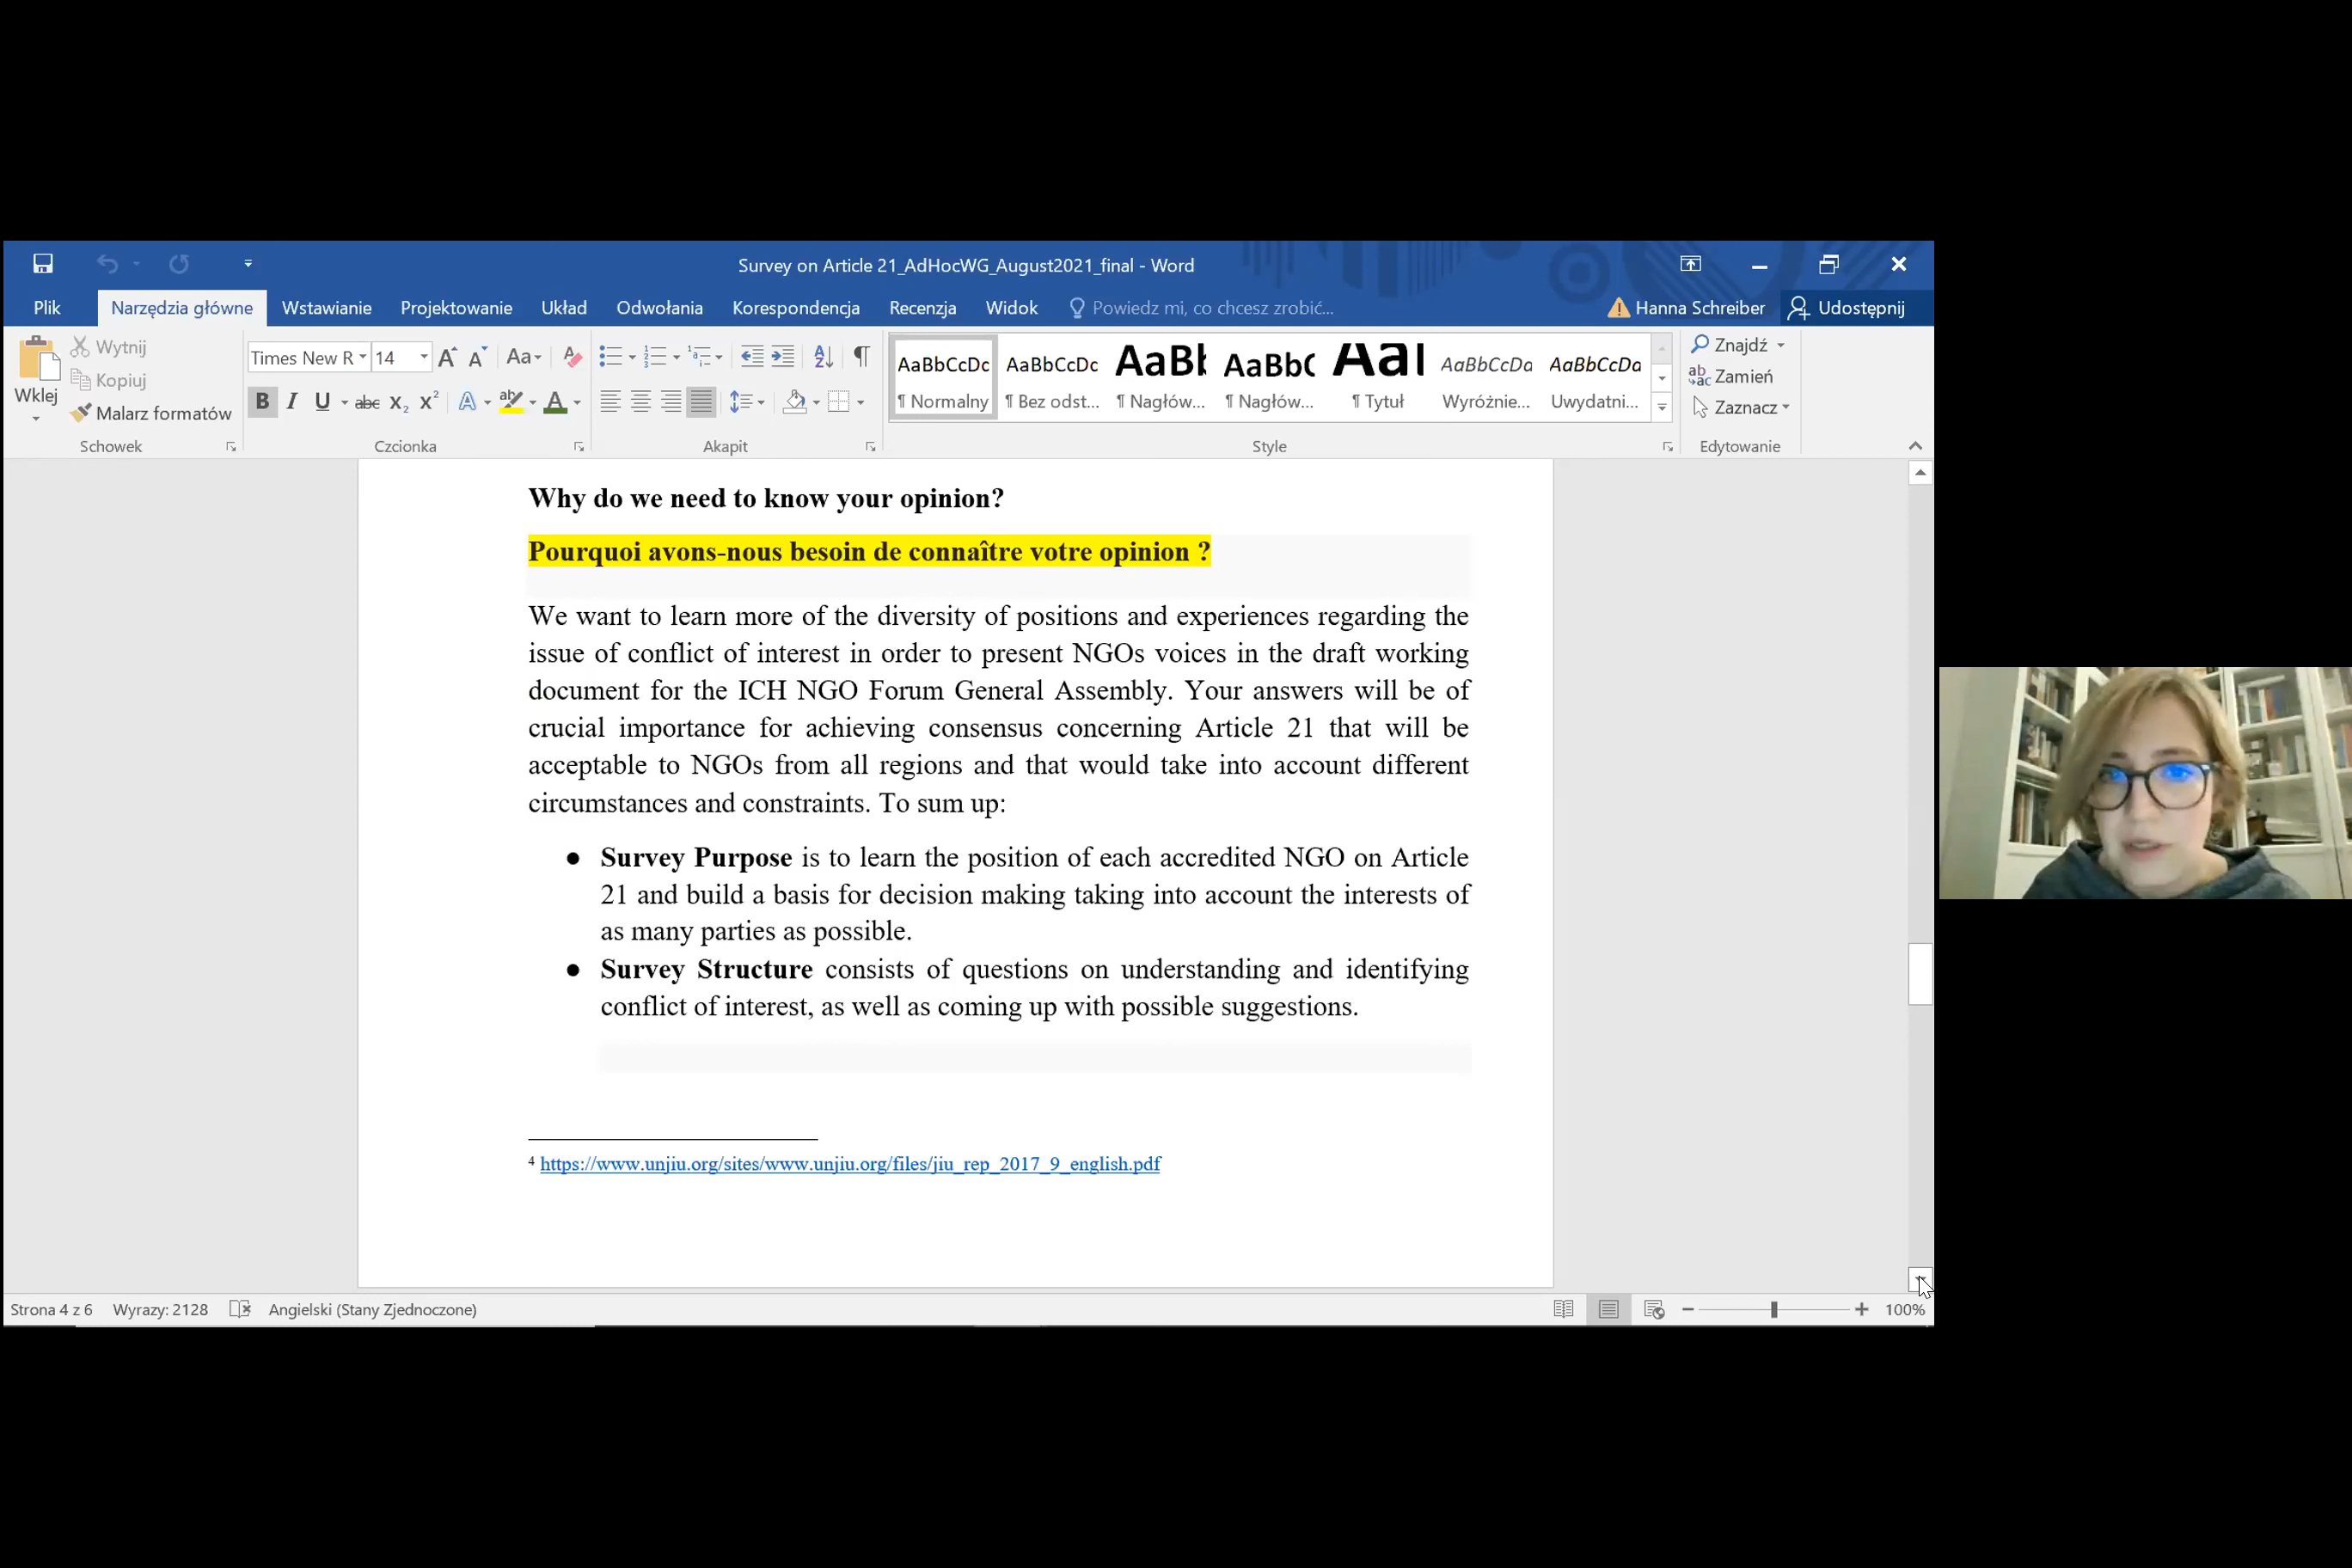 Survey on Article 21_AdHocWG_August2021_final - Word
Plik Narzędzia główne Wstawianie Projektowanie Układ Odwołania Korespondencja Recenzja Widok Powiedz mi, co chcesz zrobić... Hanna Schreiber Udostępnij
Wklej
Wytnij
Kopiuj
Malarz formatów
Schowek
Times New R 14
Czcionka
Akapit
AaBbCcDc AaBbCcDc AaBb AaBbC AaB AaBbCcDa AaBbCcDa
¶ Normalny ¶ Bez odst... ¶ Nagłów... ¶ Nagłów... ¶ Tytuł Wyróżnie... Uwydatni...
Style
Znajdź
Zamień
Zaznacz
Edytowanie
Why do we need to know your opinion?
Pourquoi avons-nous besoin de connaître votre opinion ?
We want to learn more of the diversity of positions and experiences regarding the
issue of conflict of interest in order to present NGOs voices in the draft working
document for the ICH NGO Forum General Assembly. Your answers will be of
crucial importance for achieving consensus concerning Article 21 that will be
acceptable to NGOs from all regions and that would take into account different
circumstances and constraints. To sum up:
● Survey Purpose is to learn the position of each accredited NGO on Article
21 and build a basis for decision making taking into account the interests of
as many parties as possible.
● Survey Structure consists of questions on understanding and identifying
conflict of interest, as well as coming up with possible suggestions.
4 https://www.unjiu.org/sites/www.unjiu.org/files/jiu_rep_2017_9_english.pdf
Strona 4 z 6 Wyrazy: 2128 Angielski (Stany Zjednoczone) 100%